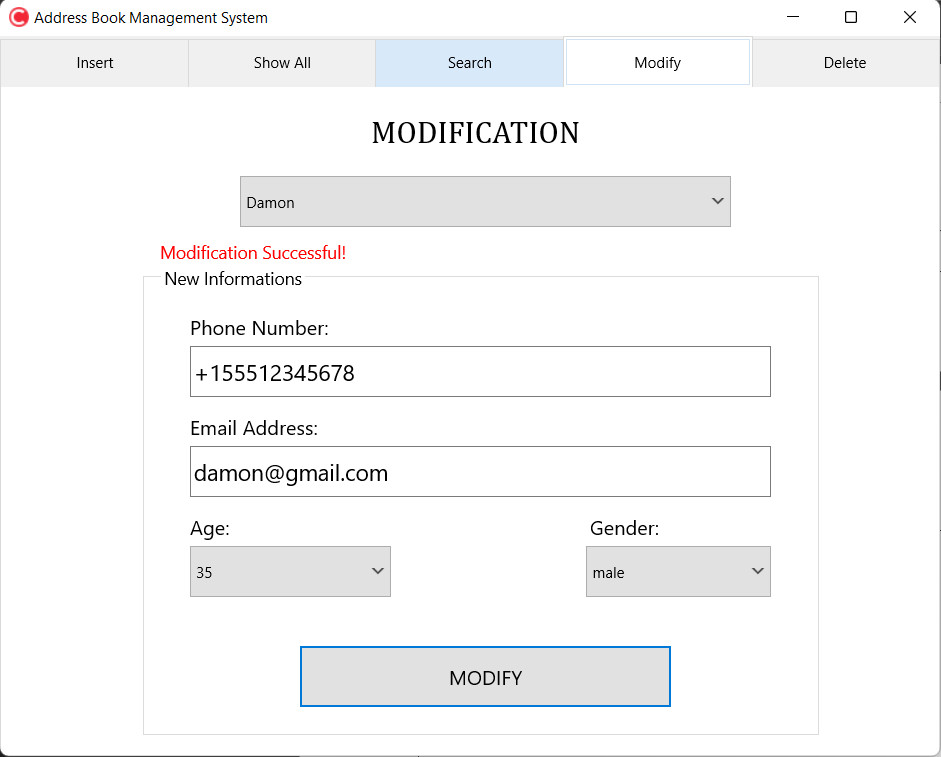 Address Book Management System
Insert Show All Search Modify Delete
MODIFICATION
Damon
Modification Successful!
New Informations
Phone Number:
+155512345678
Email Address:
damon@gmail.com
Age: Gender:
35 male
MODIFY